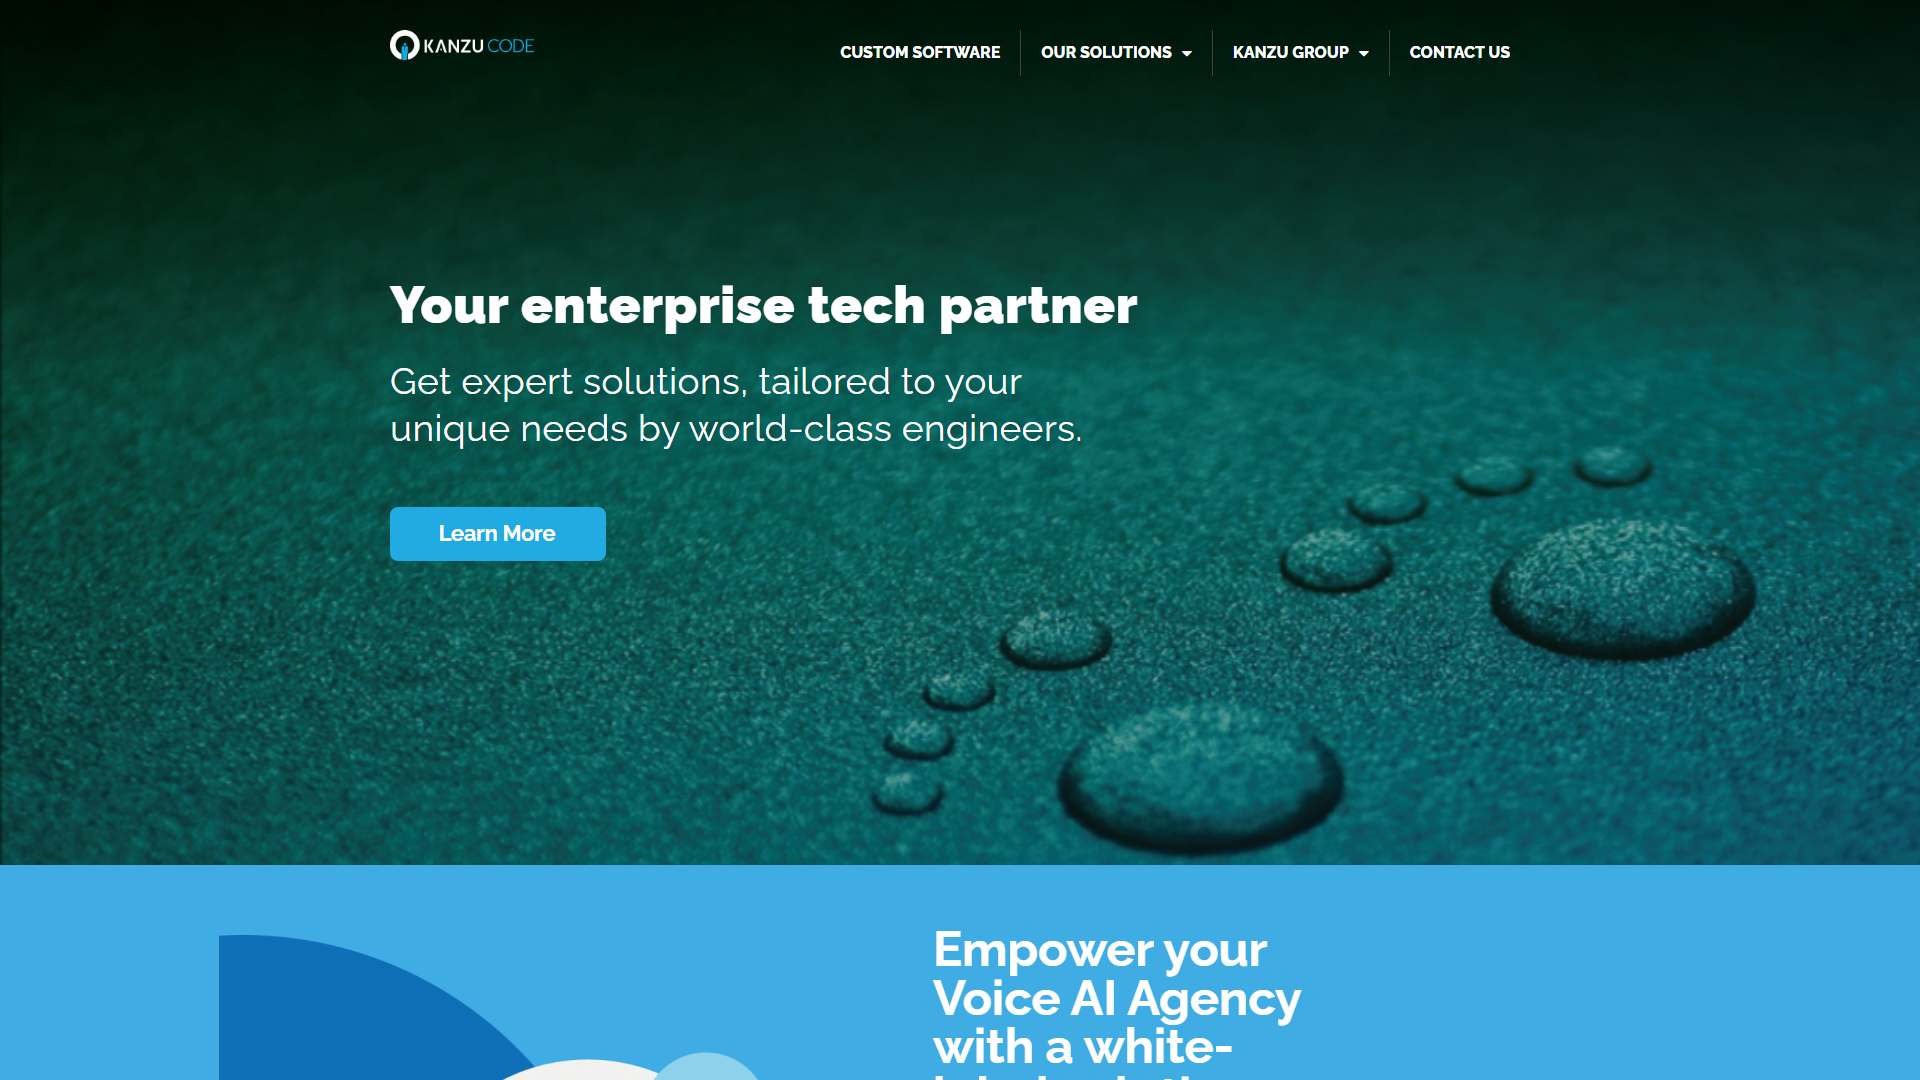 KANZU CODE
CUSTOM SOFTWARE
OUR SOLUTIONS
KANZU GROUP
CONTACT US
Your enterprise tech partner
Get expert solutions, tailored to your
unique needs by world-class engineers.
Learn More
Empower your
Voice AI Agency
with a white-